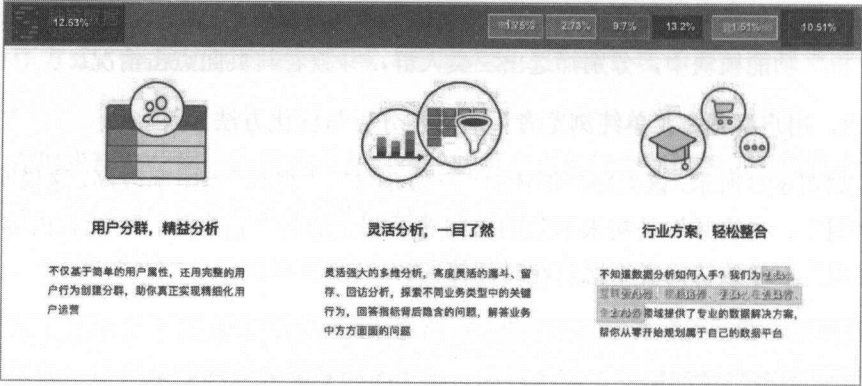 12.53%
2.73% 9.7% 13.2% 10.51%
用户分群，精益分析
灵活分析，一目了然
行业方案，轻松整合
不仅基于简单的用户属性，还用完整的用
户行为创建分群，助你真正实现精细化用
户运营
灵活强大的多维分析，高度灵活的漏斗、留
存、回访分析，探索不同业务类型中的关键
行为，回答指标背后隐含的问题，解答业务
中方方面面的问题
不知道数据分析如何入手？我们为
领域提供了专业的数据解决方案，
帮你从零开始规划属于自己的数据平台